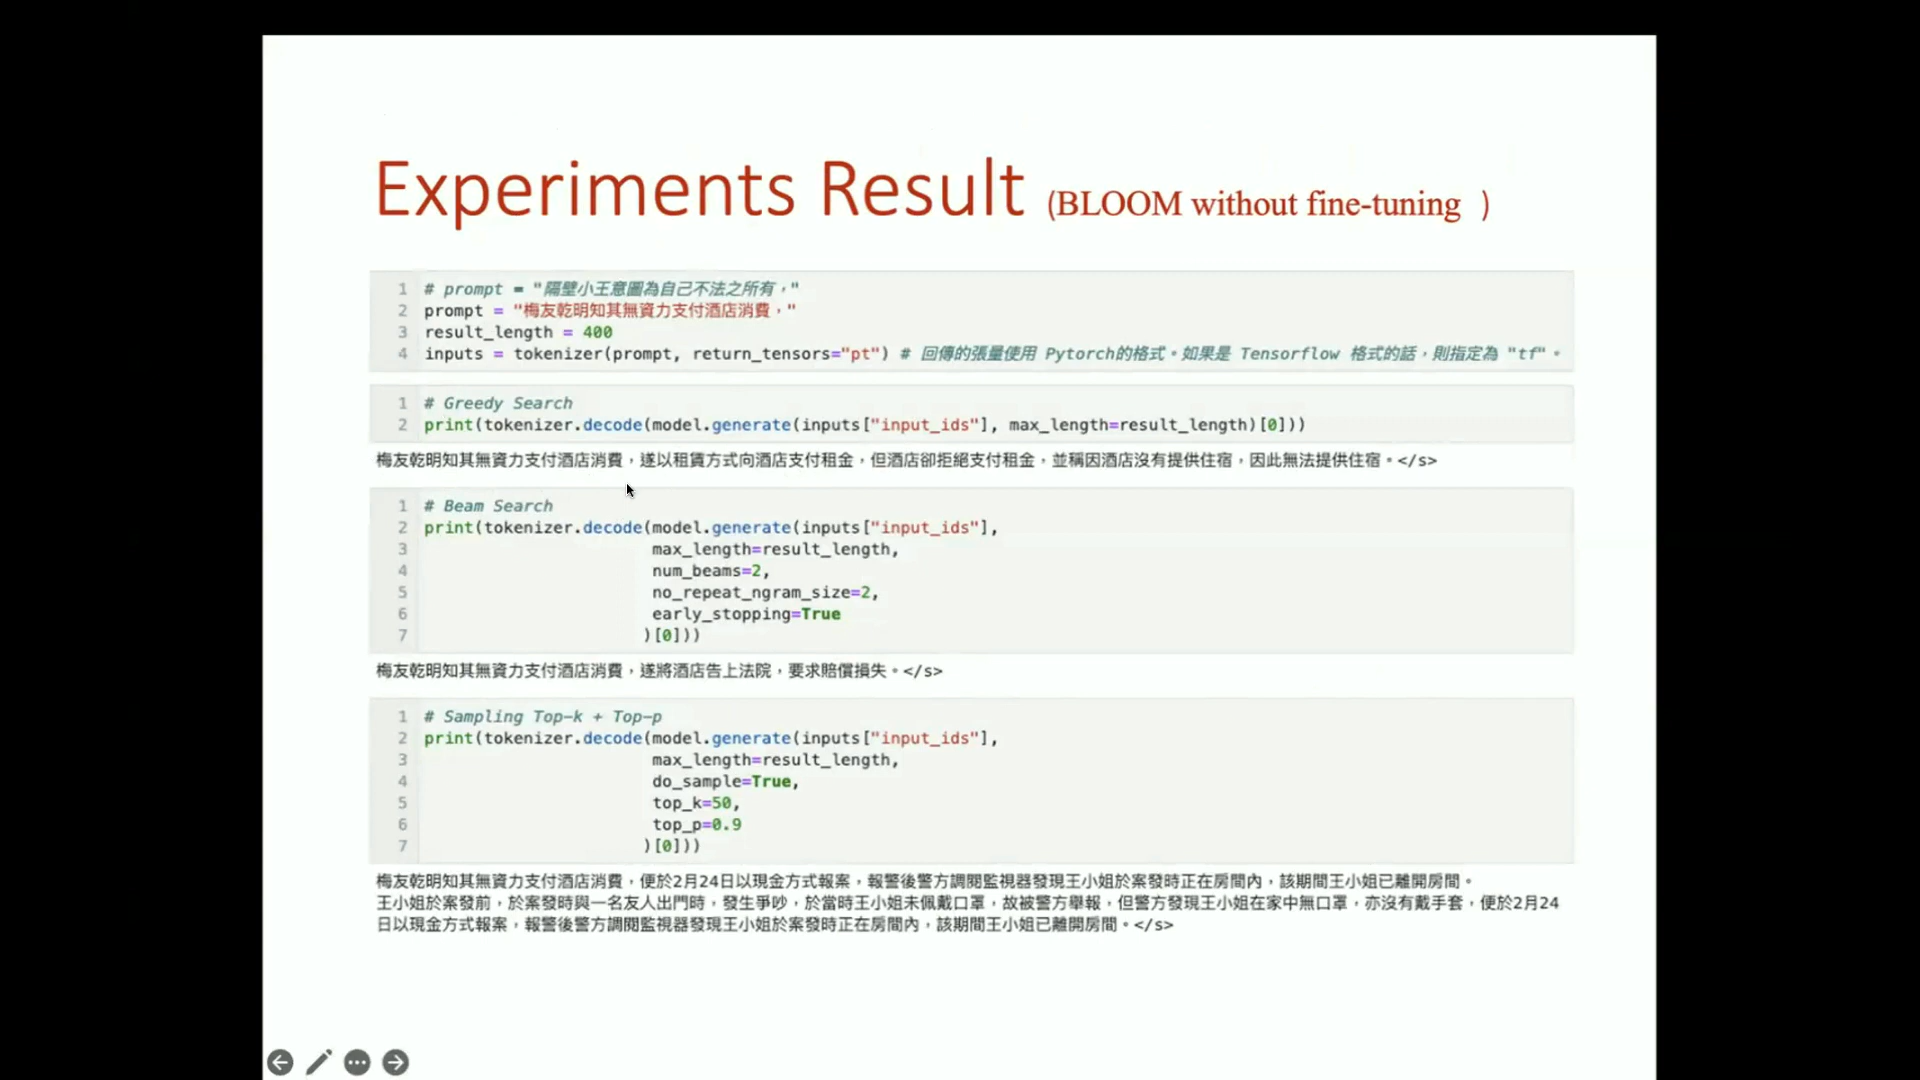 Experiments Result (BLOOM without fine-tuning )
1 # prompt = "隔壁小王意圖為自己不法之所有，"
2 prompt = "梅友乾明知其無資力支付酒店消費，"
3 result_length = 400
4 inputs = tokenizer(prompt, return_tensors="pt") # 回傳的張量使用 Pytorch的格式。如果是 Tensorflow 格式的話，則指定為 "tf"。
1 # Greedy Search
2 print(tokenizer.decode(model.generate(inputs["input_ids"], max_length=result_length)[0]))
梅友乾明知其無資力支付酒店消費，遂以租賃方式向酒店支付租金，但酒店卻拒絕支付租金，並稱因酒店沒有提供住宿，因此無法提供住宿。</s>
1 # Beam Search
2 print(tokenizer.decode(model.generate(inputs["input_ids"],
3 max_length=result_length,
4 num_beams=2,
5 no_repeat_ngram_size=2,
6 early_stopping=True
7 )[0]))
梅友乾明知其無資力支付酒店消費，遂將酒店告上法院，要求賠償損失。</s>
1 # Sampling Top-k + Top-p
2 print(tokenizer.decode(model.generate(inputs["input_ids"],
3 max_length=result_length,
4 do_sample=True,
5 top_k=50,
6 top_p=0.9
7 )[0]))
梅友乾明知其無資力支付酒店消費，便於2月24日以現金方式報案，報警後警方調閱監視器發現王小姐於案發時正在房間內，該期間王小姐已離開房間。
王小姐於案發前，於案發時與一名友人出門時，發生爭吵，於當時王小姐未佩戴口罩，故被警方舉報，但警方發現王小姐在家中無口罩，亦沒有戴手套，便於2月24
日以現金方式報案，報警後警方調閱監視器發現王小姐於案發時正在房間內，該期間王小姐已離開房間。</s>